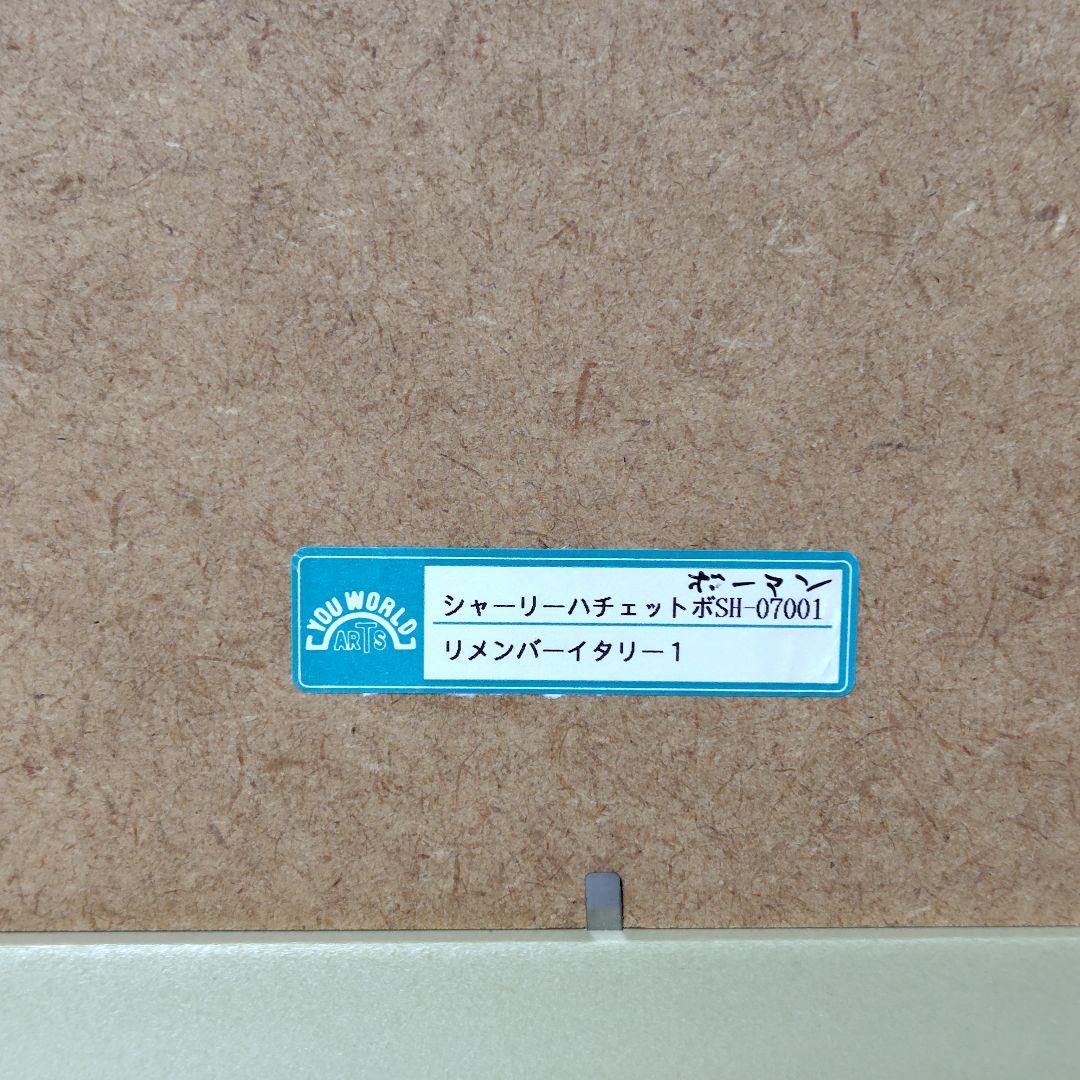 YOU WORLD
ARTS
ボーマン
シャーリーハチェットボSH-07001
リメンバーイタリー1